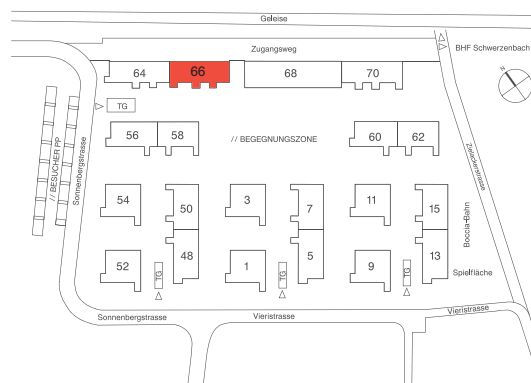 Geleise
Zugangsweg
BHF Schwerzenbach
N
64
66
68
70
TG
// BESUCHER PP
Sonnenbergstrasse
56
58
// BEGEGNUNGSZONE
60
62
Zielackerstrasse
54
50
3
7
11
15
Boccia-Bahn
52
48
1
5
9
13
TG
TG
TG
Spielfläche
Sonnenbergstrasse
Vieristrasse
Vieristrasse